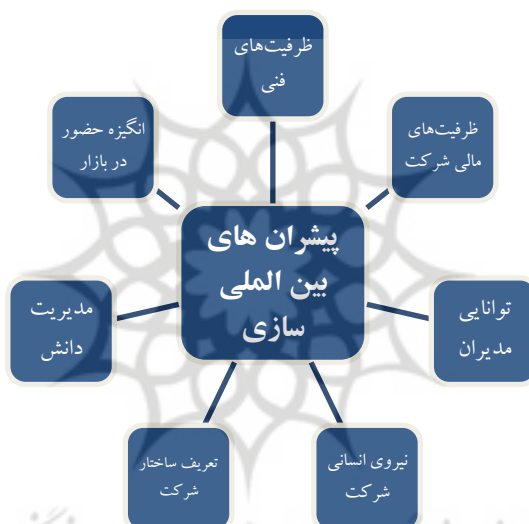 ظرفیت‌های
فنی
ظرفیت‌های
مالی شرکت
انگیزه حضور
در بازار
پیشران های
بین الملی
سازی
توانایی
مدیران
مدیریت
دانش
نیروی انسانی
شرکت
تعریف ساختار
شرکت